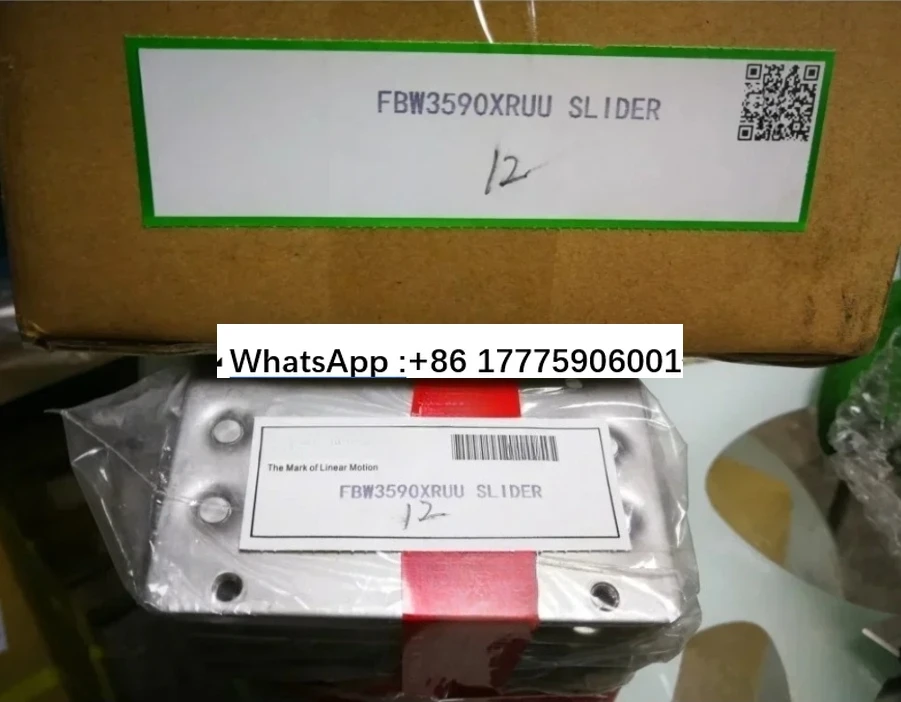 FBW3590XRUU SLIDER
12
WhatsApp :+86 17775906001
The Mark of Linear Motion
FBW3590XRUU SLIDER
12